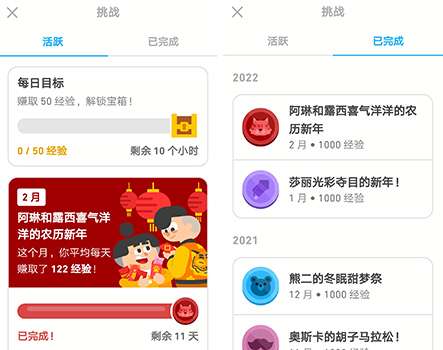 挑战
活跃
已完成
每日目标
赚取 50 经验，解锁宝箱！
0 / 50 经验
剩余 10 个小时
2 月
阿琳和露西喜气洋
洋的农历新年
这个月，你平均每天
赚取了 122 经验！
已完成！
剩余 11 天
挑战
活跃
已完成
2022
阿琳和露西喜气洋洋的农
历新年
2 月 • 1000 经验
莎丽光彩夺目的新年！
1 月 • 1000 经验
2021
熊二的冬眠甜梦祭
12 月 • 1000 经验
奥斯卡的胡子马拉松！